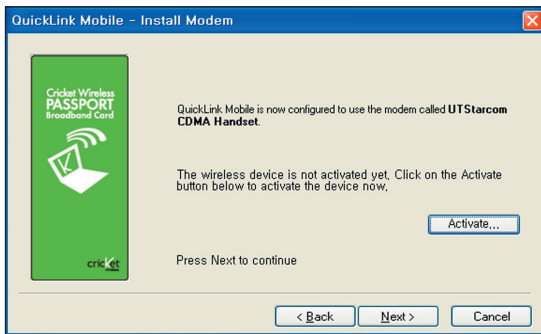 QuickLink Mobile - Install Modem
Cricket Wireless
PASSPORT
Broadband Card
K
cricket
QuickLink Mobile is now configured to use the modem called UTStarcom
CDMA Handset.
The wireless device is not activated yet, Click on the Activate
button below to activate the device now,
Activate,,,
Press Next to continue
< Back
Next >
Cancel